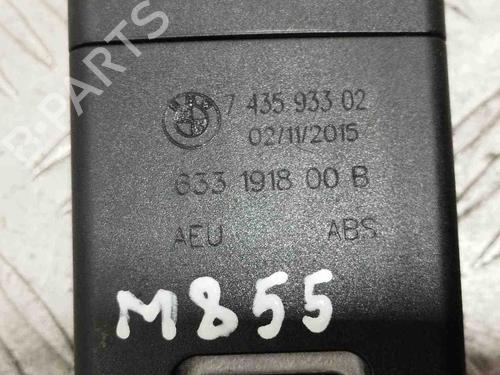 B-PARTS
7 435 933 02
02/11/2015
633 1918 00 B
AEU ABS
M855